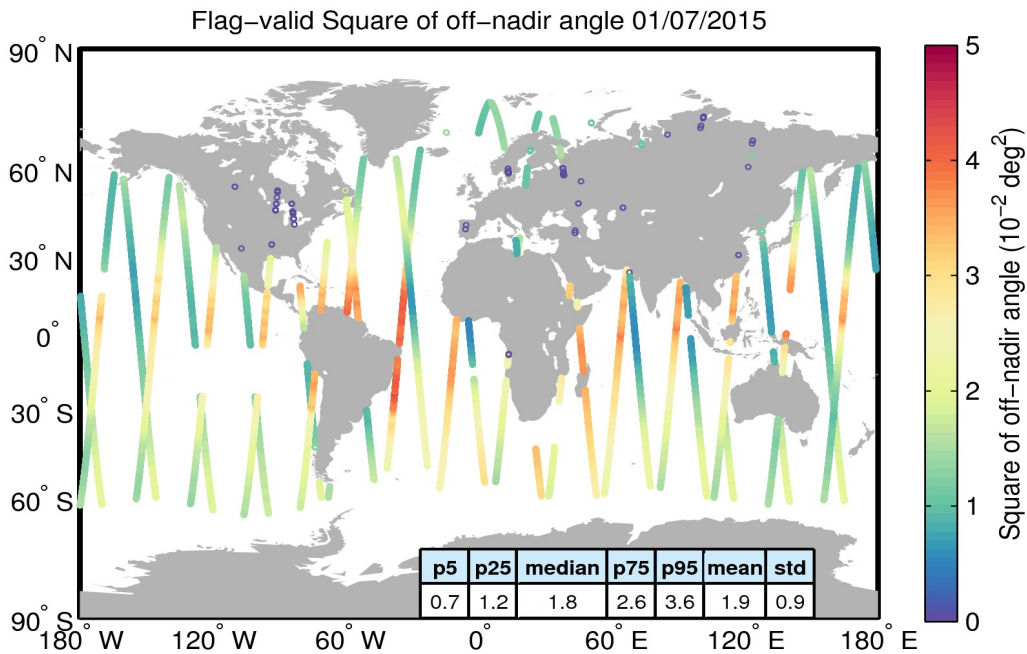 Flag−valid Square of off−nadir angle 01/07/2015
90° N
60° N
30° N
0°
30° S
60° S
90° S
180° W
120° W
60° W
0°
60° E
120° E
180° E
p5 p25 median p75 p95 mean std
0.7 1.2 1.8 2.6 3.6 1.9 0.9
5
4
3
2
1
0
Square of off−nadir angle (10⁻² deg²)